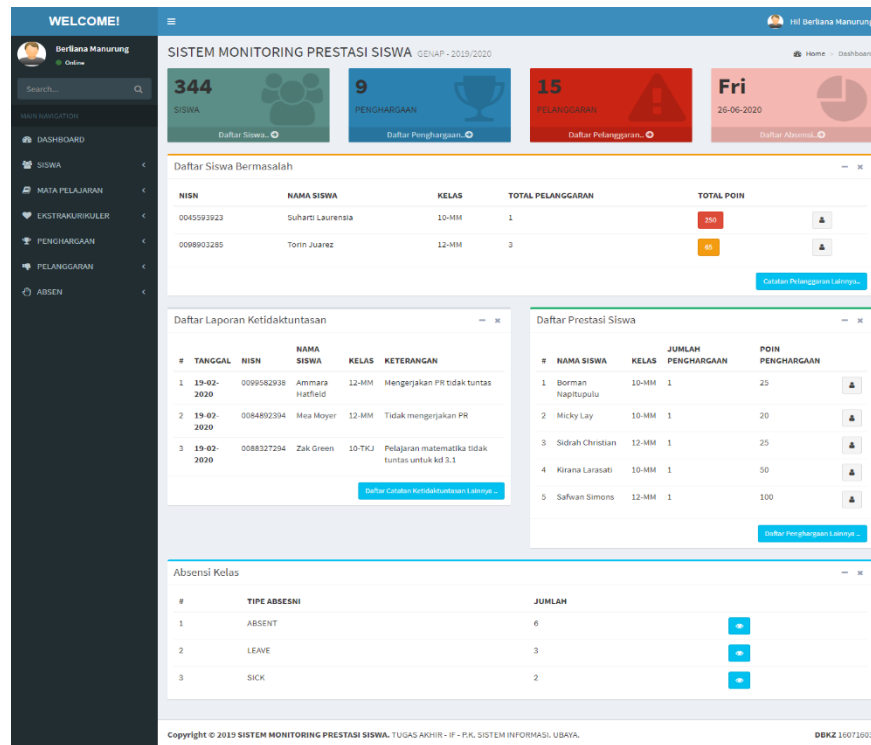 WELCOME!
Hi! Berliana Manurung
Berliana Manurung
Online
Search...
MAIN NAVIGATION
DASHBOARD
SISWA
MATA PELAJARAN
EKSTRAKURIKULER
PENGHARGAAN
PELANGGARAN
ABSEN
SISTEM MONITORING PRESTASI SISWA GENAP - 2019/2020
Home > Dashboard
344
SISWA
Daftar Siswa..
9
PENGHARGAAN
Daftar Penghargaan..
15
PELANGGARAN
Daftar Pelanggaran..
Fri
26-06-2020
Daftar Absensi..
Daftar Siswa Bermasalah
NISN NAMA SISWA KELAS TOTAL PELANGGARAN TOTAL POIN
0045593923 Suharti Laurensia 10-MM 1 250
0098903285 Torin Juarez 12-MM 3 65
Catatan Pelanggaran Lainnya..
Daftar Laporan Ketidaktuntasan
# TANGGAL NISN NAMA SISWA KELAS KETERANGAN
1 19-02-2020 0099582938 Ammara Hatfield 12-MM Mengerjakan PR tidak tuntas
2 19-02-2020 0084892394 Mea Moyer 12-MM Tidak mengerjakan PR
3 19-02-2020 0088327294 Zak Green 10-TKJ Pelajaran matematika tidak tuntas untuk kd 3.1
Daftar Catatan Ketidaktuntasan Lainnya ..
Daftar Prestasi Siswa
# NAMA SISWA KELAS JUMLAH PENGHARGAAN POIN PENGHARGAAN
1 Borman Napitupulu 10-MM 1 25
2 Micky Lay 10-MM 1 20
3 Sidrah Christian 12-MM 1 25
4 Kirana Larasati 10-MM 1 50
5 Safwan Simons 12-MM 1 100
Daftar Penghargaan Lainnya ..
Absensi Kelas
# TIPE ABSESNI JUMLAH
1 ABSENT 6
2 LEAVE 3
3 SICK 2
Copyright © 2019 SISTEM MONITORING PRESTASI SISWA. TUGAS AKHIR - IF - P.K. SISTEM INFORMASI. UBAYA.
DBKZ 16071603